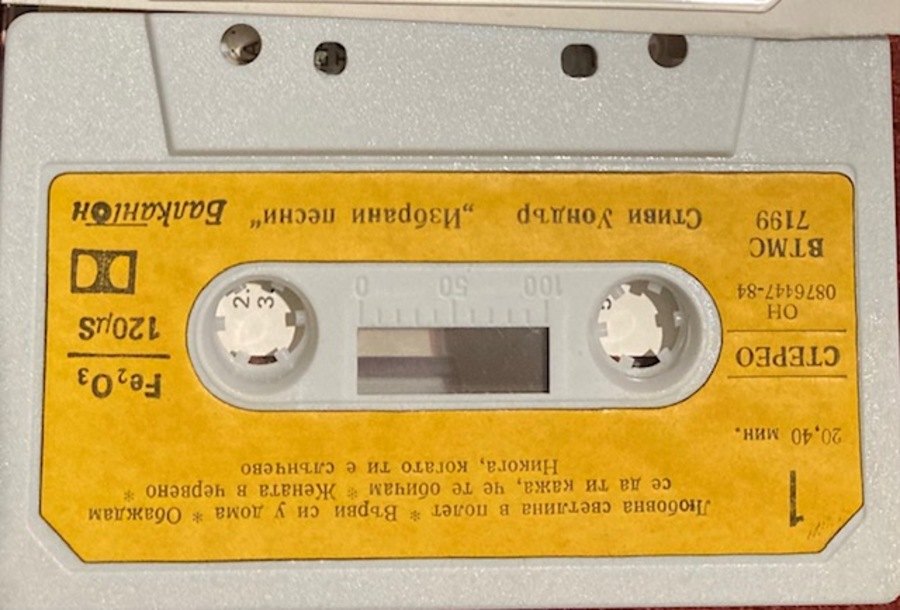 1
Любовна светлина в полет * Върви си у дома * Обаждам
се да ти кажа, че те обичам * Жената в червено *
Никога, когато ти е слънчево
20,40 мин.
СТЕРЕО
ОН
0876447-84
ВТМС
7199
Fe₂O₃
120µS
100 50 0
2.
3.
Стиви Уондър „Избрани песни“
Балкантон